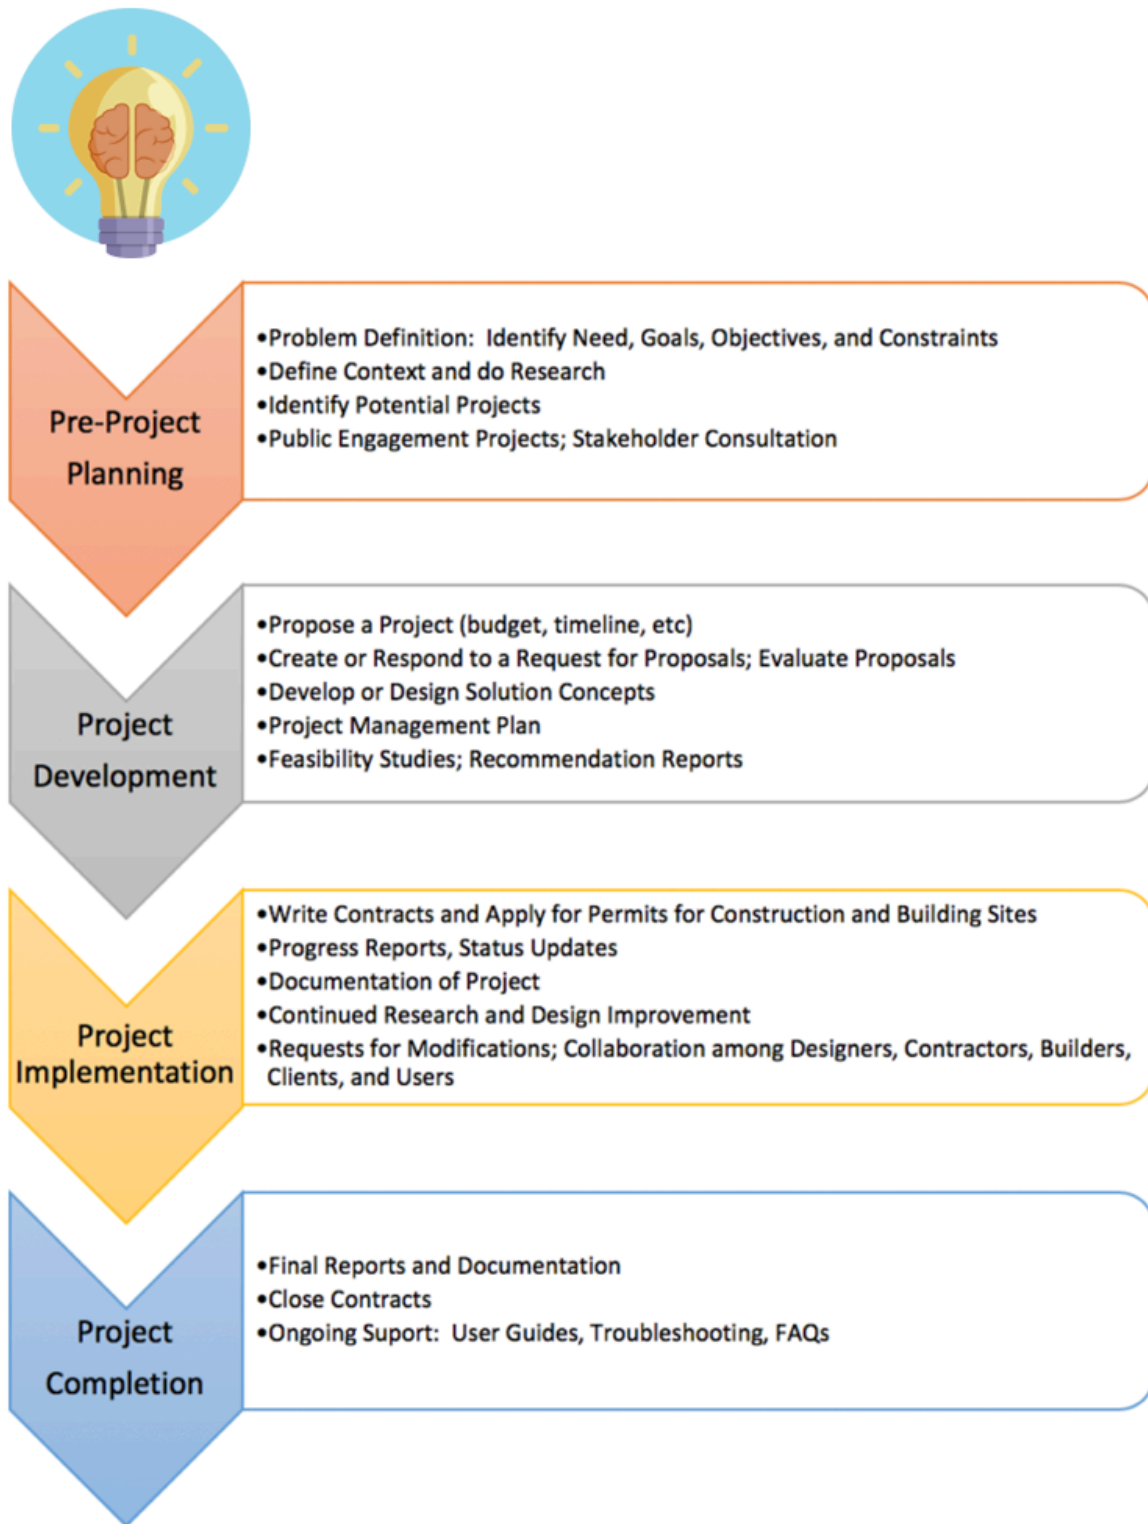 Pre-Project
Planning
•Problem Definition:  Identify Need, Goals, Objectives, and Constraints
•Define Context and do Research
•Identify Potential Projects
•Public Engagement Projects; Stakeholder Consultation
Project
Development
•Propose a Project (budget, timeline, etc)
•Create or Respond to a Request for Proposals; Evaluate Proposals
•Develop or Design Solution Concepts
•Project Management Plan
•Feasibility Studies; Recommendation Reports
Project
Implementation
•Write Contracts and Apply for Permits for Construction and Building Sites
•Progress Reports, Status Updates
•Documentation of Project
•Continued Research and Design Improvement
•Requests for Modifications; Collaboration among Designers, Contractors, Builders,
Clients, and Users
Project
Completion
•Final Reports and Documentation
•Close Contracts
•Ongoing Suport:  User Guides, Troubleshooting, FAQs